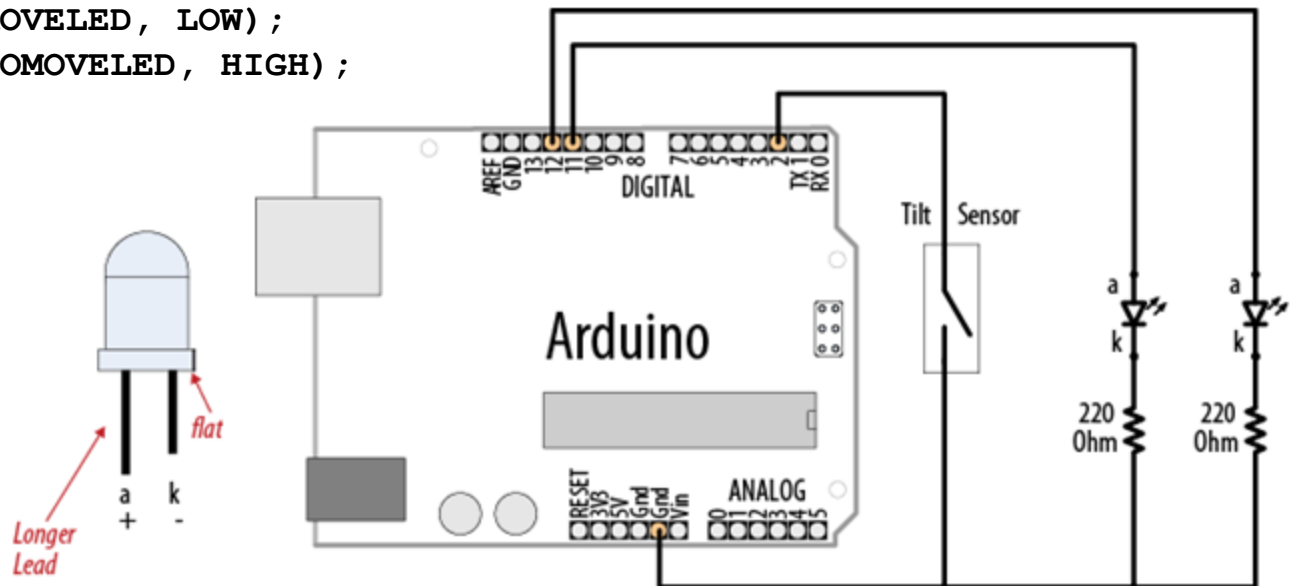 OVELED, LOW);
OMOVELED, HIGH);
AREF
GND
13
12
11
10
9
8
7
6
5
4
3
2
TX 1
RX 0
DIGITAL
Tilt Sensor
Arduino
a
k
220
Ohm
a
k
220
Ohm
flat
a
k
+
-
Longer
Lead
RESET
3V3
5V
Gnd
Gnd
Vin
ANALOG
0
1
2
3
4
5